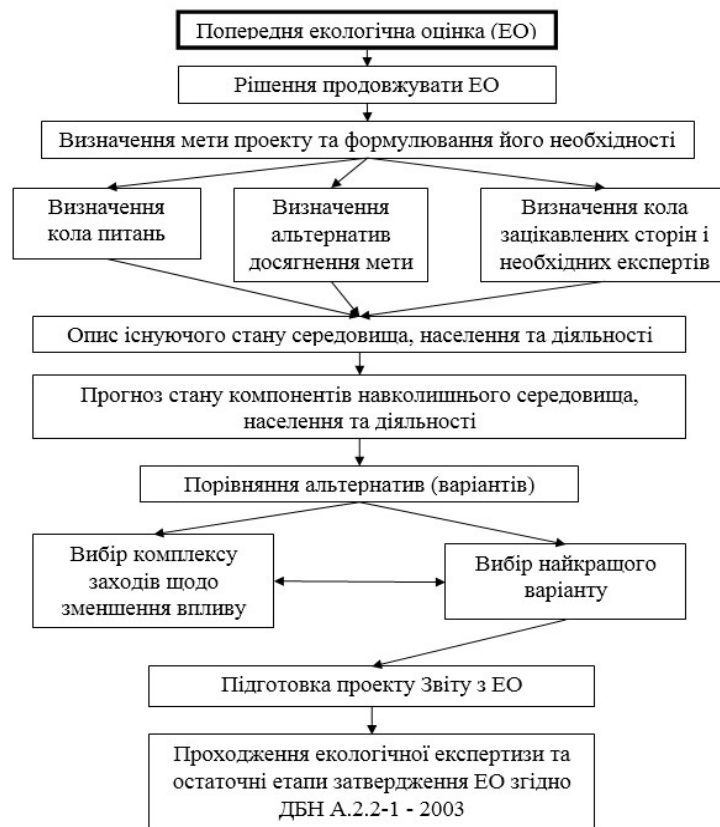 Попередня екологічна оцінка (ЕО)
Рішення продовжувати ЕО
Визначення мети проекту та формулювання його необхідності
Визначення
кола питань
Визначення
альтернатив
досягнення мети
Визначення кола
зацікавлених сторін і
необхідних експертів
Опис існуючого стану середовища, населення та діяльності
Прогноз стану компонентів навколишнього середовища,
населення та діяльності
Порівняння альтернатив (варіантів)
Вибір комплексу
заходів щодо
зменшення впливу
Вибір найкращого
варіанту
Підготовка проекту Звіту з ЕО
Проходження екологічної експертизи та
остаточні етапи затвердження ЕО згідно
ДБН А.2.2-1 - 2003